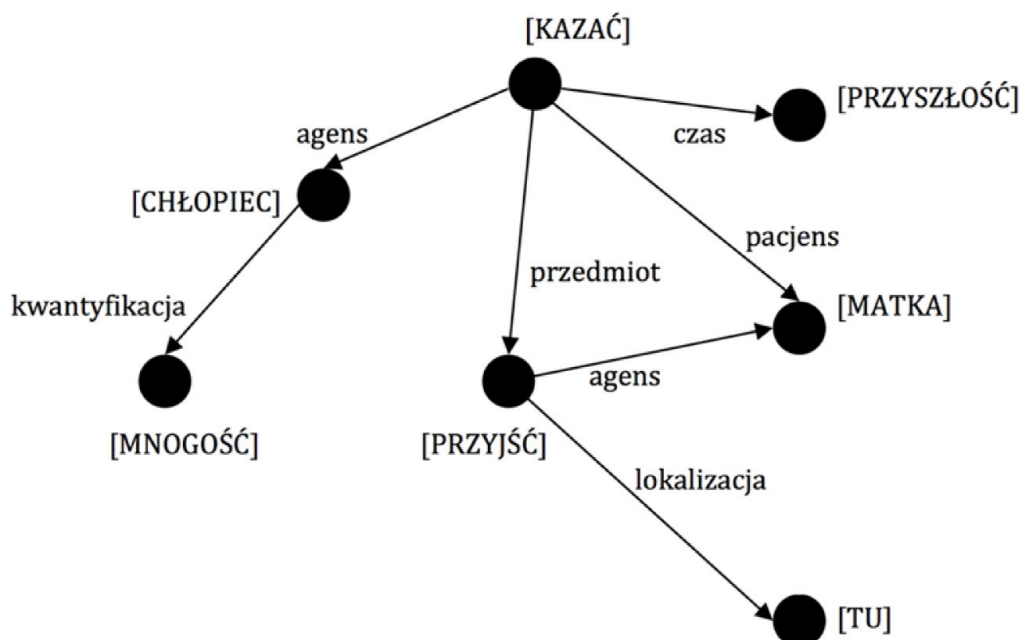 [KAZAĆ]
[PRZYSZŁOŚĆ]
agens
czas
[CHŁOPIEC]
pacjens
przedmiot
kwantyfikacja
[MATKA]
agens
[MNOGOŚĆ]
[PRZYJŚĆ]
lokalizacja
[TU]